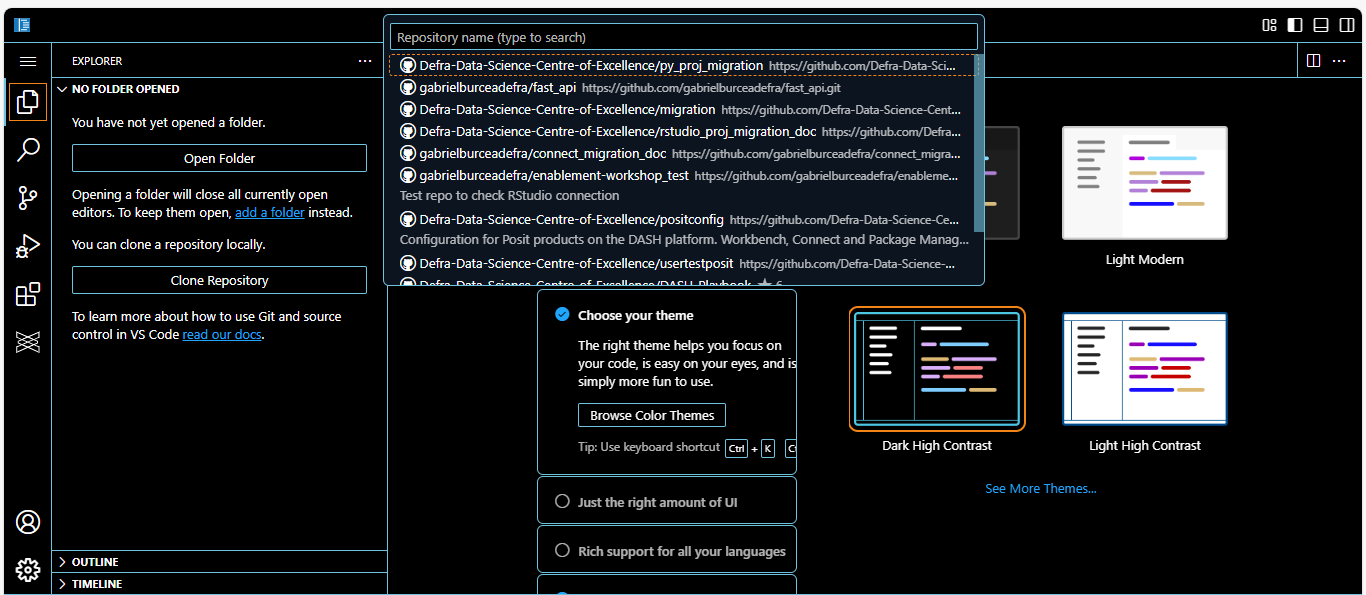 Repository name (type to search)
EXPLORER
NO FOLDER OPENED
You have not yet opened a folder.
Open Folder
Opening a folder will close all currently open
editors. To keep them open, add a folder instead.
You can clone a repository locally.
Clone Repository
To learn more about how to use Git and source
control in VS Code read our docs.
OUTLINE
TIMELINE
Defra-Data-Science-Centre-of-Excellence/py_proj_migration https://github.com/Defra-Data-Sci...
gabrielburceadefra/fast_api https://github.com/gabrielburceadefra/fast_api.git
Defra-Data-Science-Centre-of-Excellence/migration https://github.com/Defra-Data-Science-Cent...
Defra-Data-Science-Centre-of-Excellence/rstudio_proj_migration_doc https://github.com/Defra...
gabrielburceadefra/connect_migration_doc https://github.com/gabrielburceadefra/connect_migra...
gabrielburceadefra/enablement-workshop_test https://github.com/gabrielburceadefra/enableme...
Test repo to check RStudio connection
Defra-Data-Science-Centre-of-Excellence/positconfig https://github.com/Defra-Data-Science-Ce...
Configuration for Posit products on the DASH platform. Workbench, Connect and Package Manag...
Defra-Data-Science-Centre-of-Excellence/usertestposit https://github.com/Defra-Data-Science-...
Defra-Data-Science-Centre-of-Excellence/DASH_Playbook ★ 6
Choose your theme
The right theme helps you focus on
your code, is easy on your eyes, and is
simply more fun to use.
Browse Color Themes
Tip: Use keyboard shortcut Ctrl + K
Just the right amount of UI
Rich support for all your languages
Light Modern
Dark High Contrast
Light High Contrast
See More Themes...